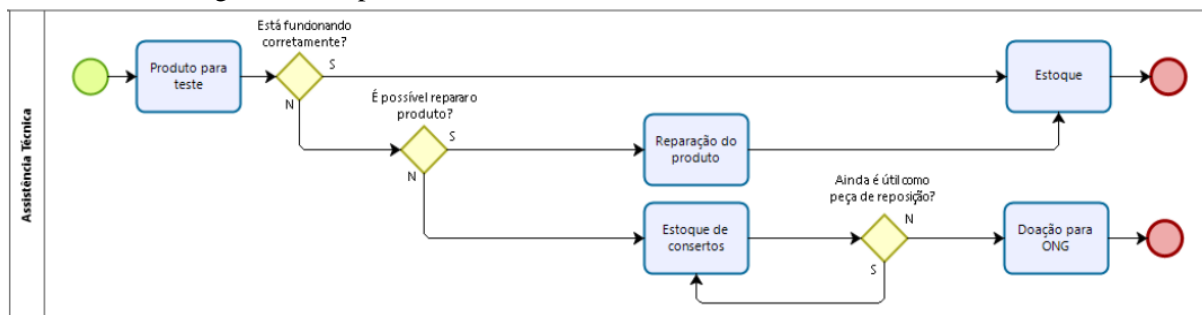 Assistência Técnica
Produto para
teste
Está funcionando
corretamente?
S
N
É possível reparar o
produto?
S
N
Reparação do
produto
Estoque
Estoque de
consertos
Ainda é útil como
peça de reposição?
N
S
Doação para
ONG